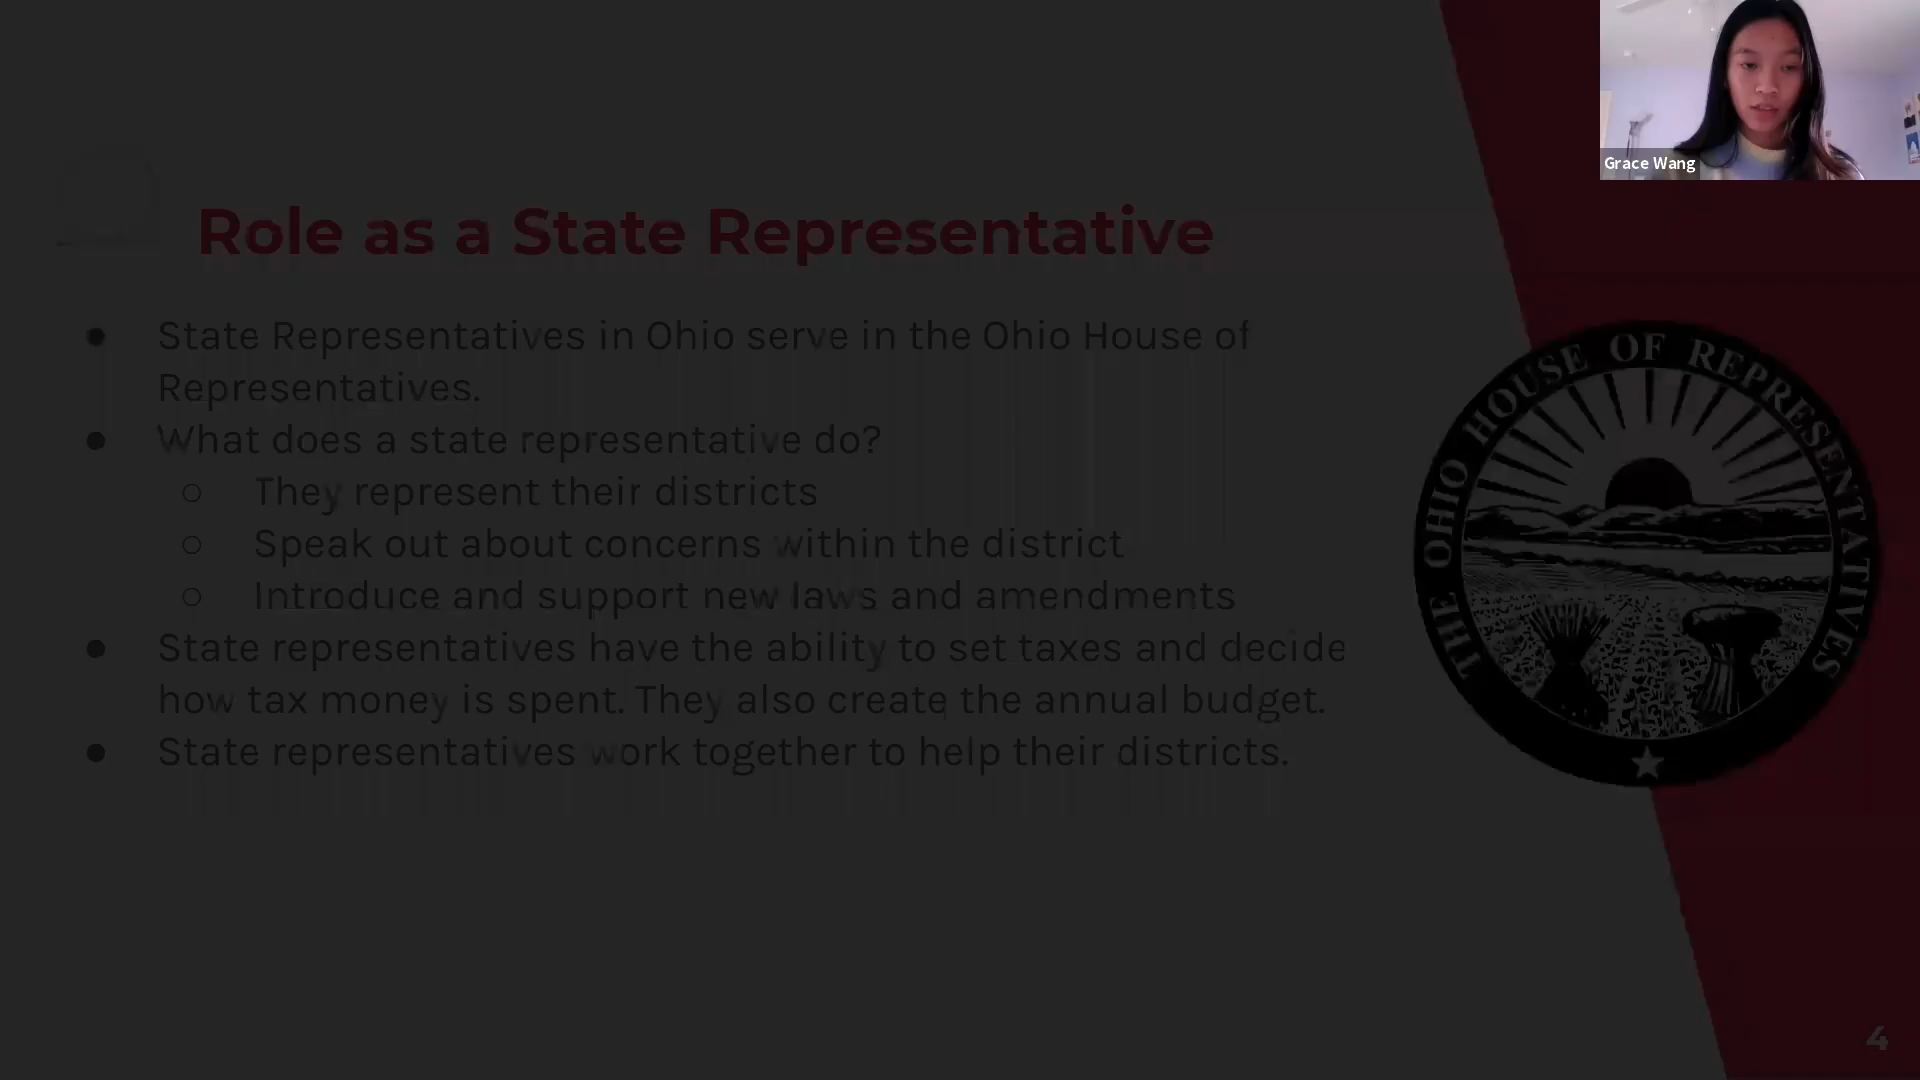 Grace Wang
Role as a State Representative
● State Representatives in Ohio serve in the Ohio House of
Representatives.
● What does a state representative do?
○ They represent their districts
○ Speak out about concerns within the district
○ Introduce and support new laws and amendments
● State representatives have the ability to set taxes and decide
how tax money is spent. They also create the annual budget.
● State representatives work together to help their districts.
THE OHIO HOUSE OF REPRESENTATIVES
4